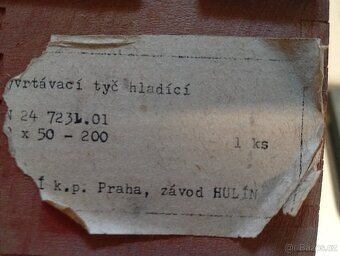 vrtávací tyč hladící
24 7231.01
x 50 - 200 1 ks
k.p. Praha, závod HULÍN